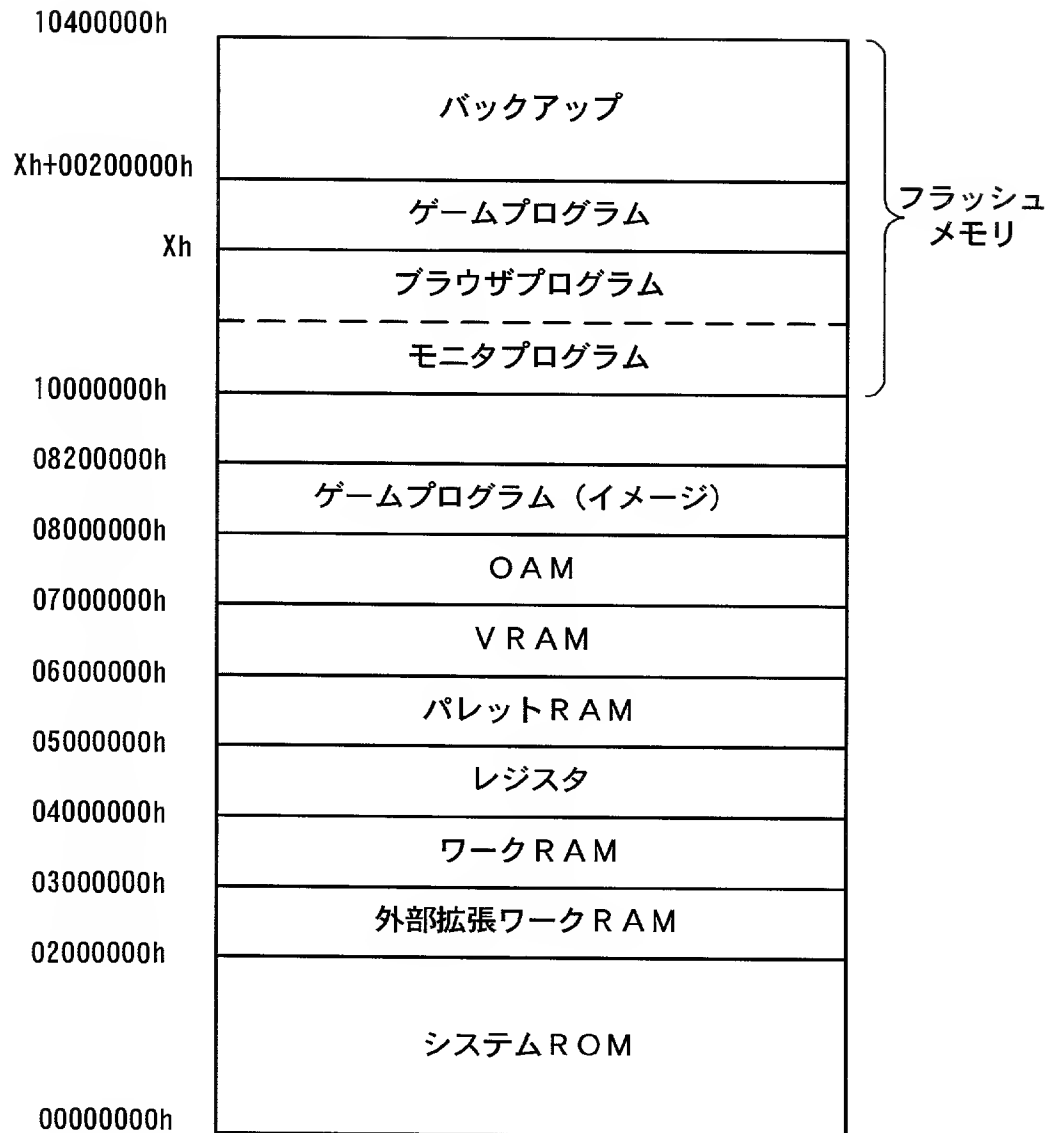 10400000h
バックアップ
Xh+00200000h
ゲームプログラム
Xh
ブラウザプログラム
モニタプログラム
フラッシュ
メモリ
10000000h
08200000h
ゲームプログラム（イメージ）
08000000h
ＯＡＭ
07000000h
ＶＲＡＭ
06000000h
パレットＲＡＭ
05000000h
レジスタ
04000000h
ワークＲＡＭ
03000000h
外部拡張ワークＲＡＭ
02000000h
システムＲＯＭ
00000000h